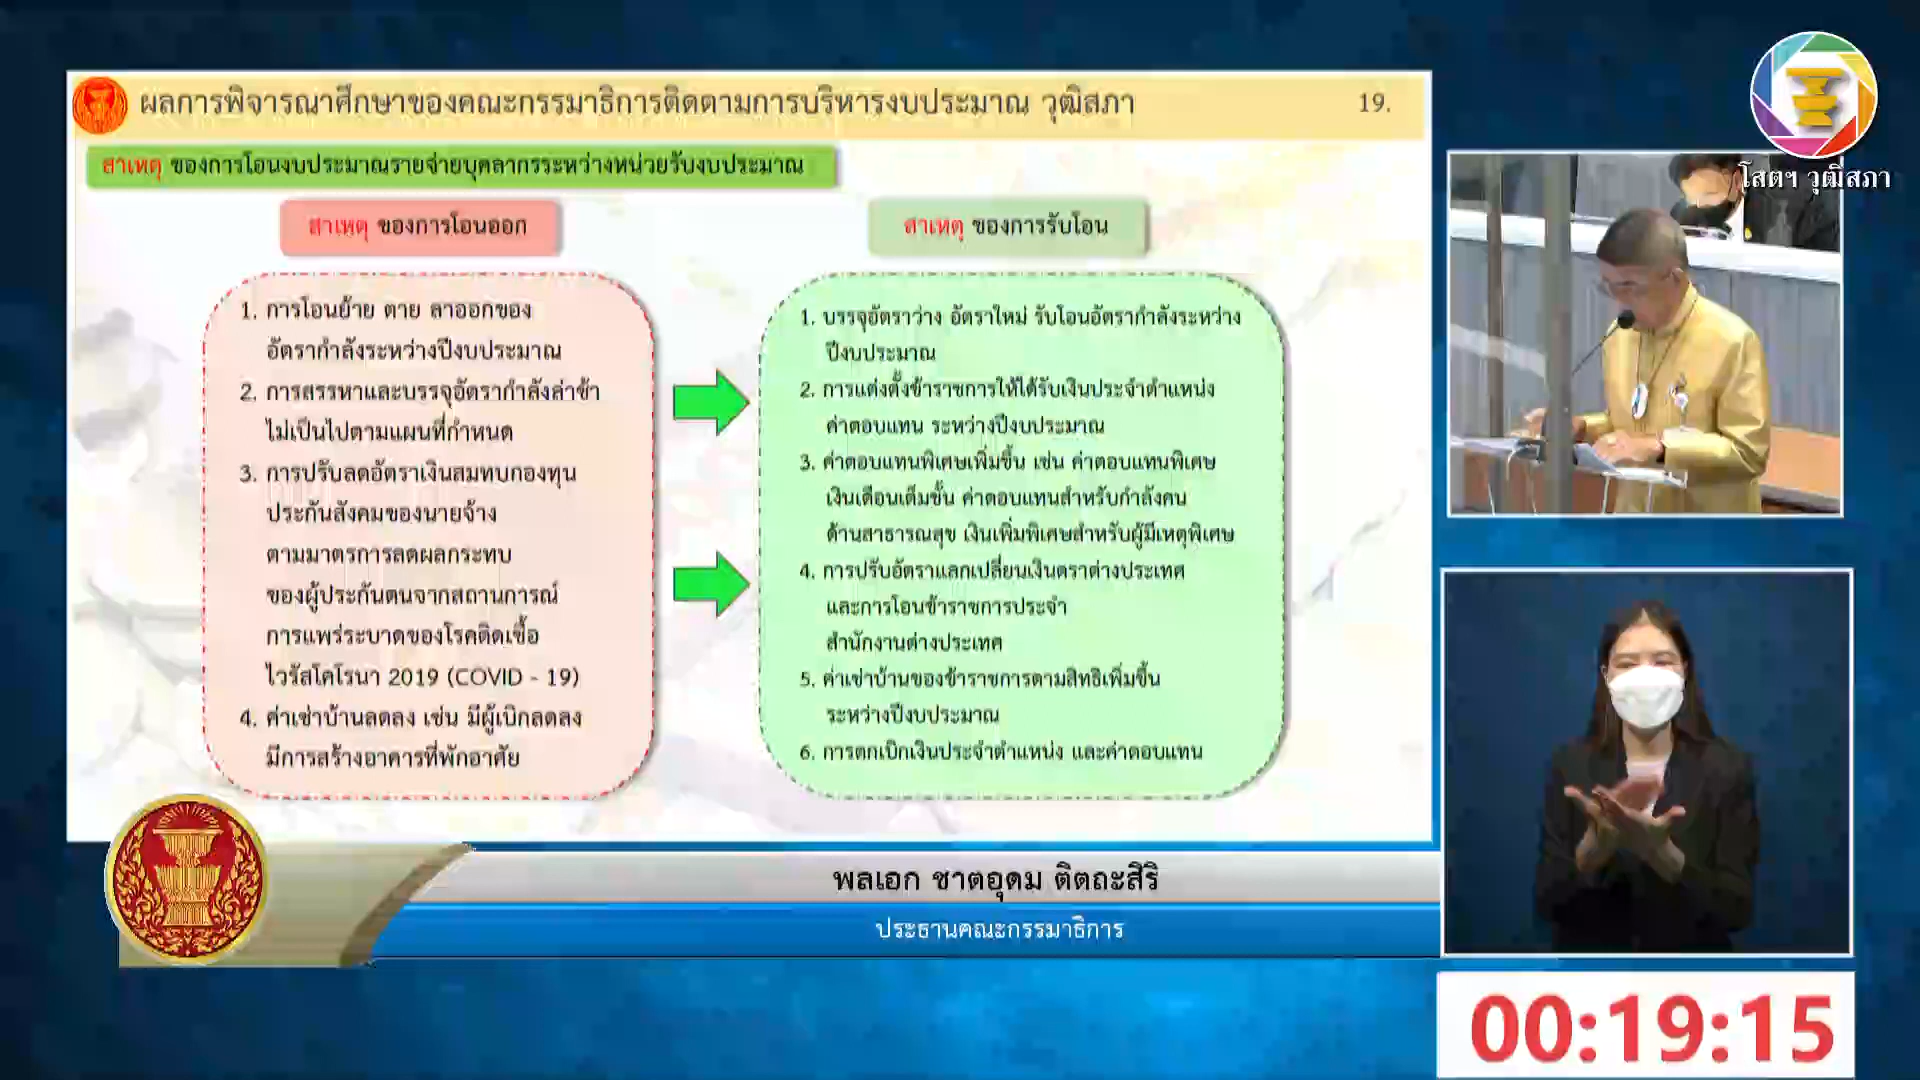 ผลการพิจารณาศึกษาของคณะกรรมาธิการติดตามการบริหารงบประมาณ วุฒิสภา
19.
สาเหตุ ของการโอนงบประมาณรายจ่ายบุคลากรระหว่างหน่วยรับงบประมาณ
สาเหตุ ของการโอนออก
1. การโอนย้าย ตาย ลาออกของ
อัตรากำลังระหว่างปีงบประมาณ
2. การสรรหาและบรรจุอัตรากำลังล่าช้า
ไม่เป็นไปตามแผนที่กำหนด
3. การปรับลดอัตราเงินสมทบกองทุน
ประกันสังคมของนายจ้าง
ตามมาตรการลดผลกระทบ
ของผู้ประกันตนจากสถานการณ์
การแพร่ระบาดของโรคติดเชื้อ
ไวรัสโคโรนา 2019 (COVID - 19)
4. ค่าเช่าบ้านลดลง เช่น มีผู้เบิกลดลง
มีการสร้างอาคารที่พักอาศัย
สาเหตุ ของการรับโอน
1. บรรจุอัตราว่าง อัตราใหม่ รับโอนอัตรากำลังระหว่าง
ปีงบประมาณ
2. การแต่งตั้งข้าราชการให้ได้รับเงินประจำตำแหน่ง
ค่าตอบแทน ระหว่างปีงบประมาณ
3. ค่าตอบแทนพิเศษเพิ่มขึ้น เช่น ค่าตอบแทนพิเศษ
เงินเดือนเต็มขั้น ค่าตอบแทนสำหรับกำลังคน
ด้านสาธารณสุข เงินเพิ่มพิเศษสำหรับผู้มีเหตุพิเศษ
4. การปรับอัตราแลกเปลี่ยนเงินตราต่างประเทศ
และการโอนข้าราชการประจำ
สำนักงานต่างประเทศ
5. ค่าเช่าบ้านของข้าราชการตามสิทธิเพิ่มขึ้น
ระหว่างปีงบประมาณ
6. การตกเบิกเงินประจำตำแหน่ง และค่าตอบแทน
โสตฯ วุฒิสภา
พลเอก ชาตอุดม ติตถะสิริ
ประธานคณะกรรมาธิการ
00:19:15